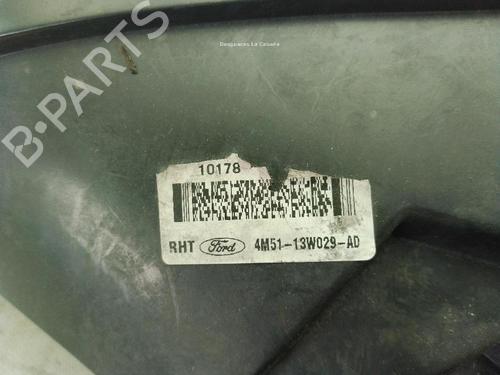 Desguaces La Cabaña
B-PARTS
10178
RHT Ford 4M51-13W029-AD